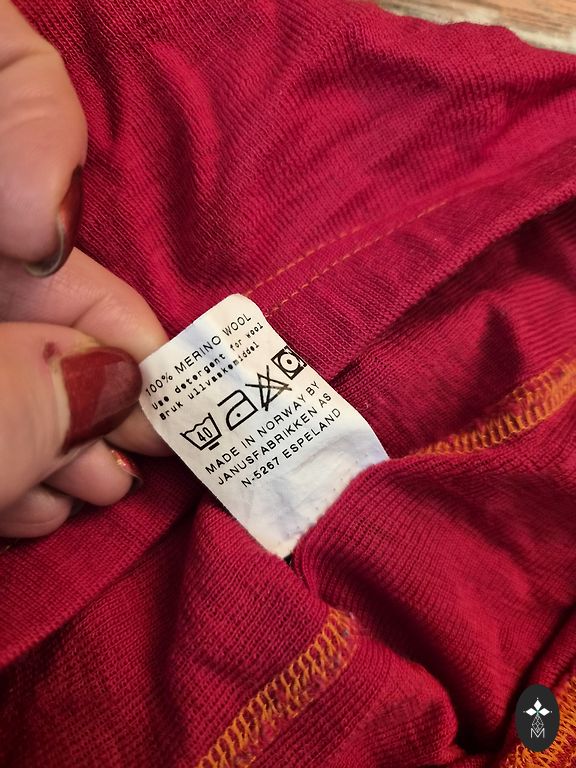 100% MERINO WOOL
Use detergent for wool
Bruk ullvaskemiddel
40
MADE IN NORWAY BY
JANUSFABRIKKEN AS
N-5267 ESPELAND
M